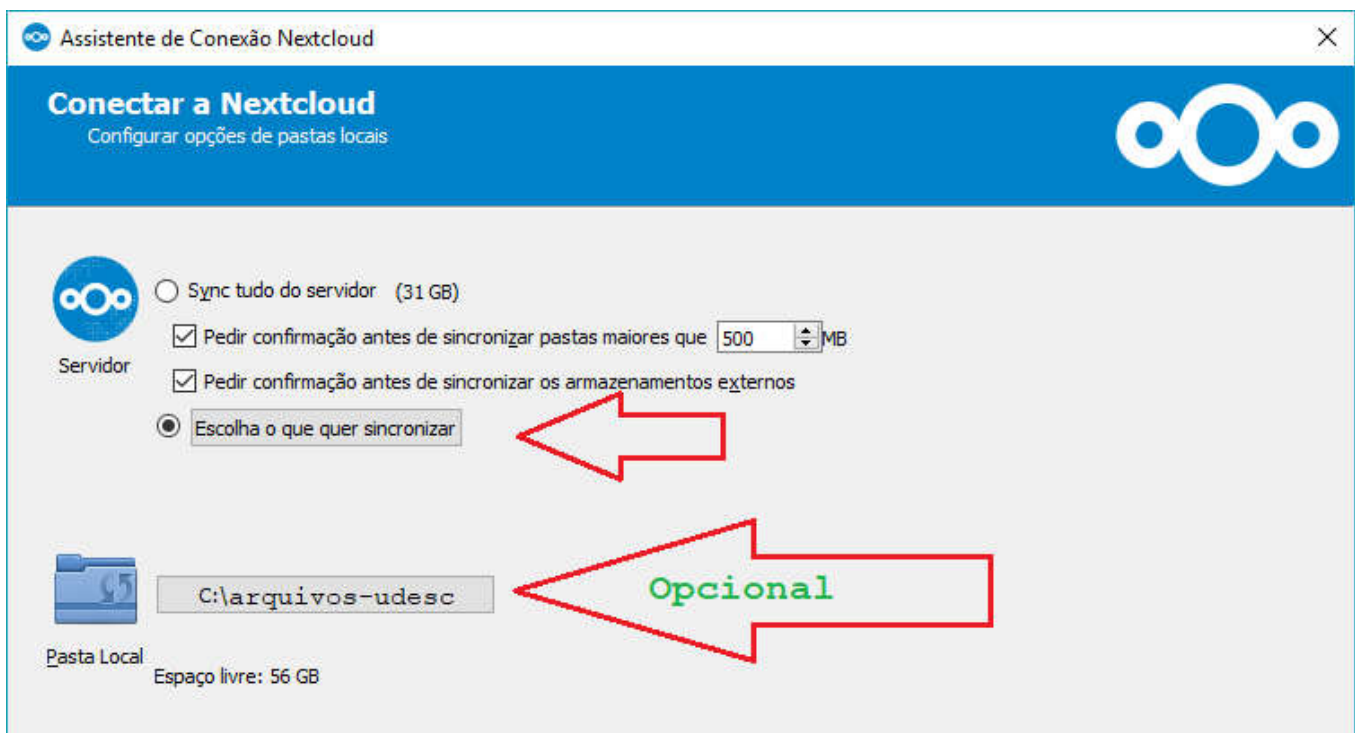 Assistente de Conexão Nextcloud
Conectar a Nextcloud
Configurar opções de pastas locais
Sync tudo do servidor (31 GB)
Pedir confirmação antes de sincronizar pastas maiores que 500 MB
Servidor
Pedir confirmação antes de sincronizar os armazenamentos externos
Escolha o que quer sincronizar
C:\arquivos-udesc
Opcional
Pasta Local
Espaço livre: 56 GB